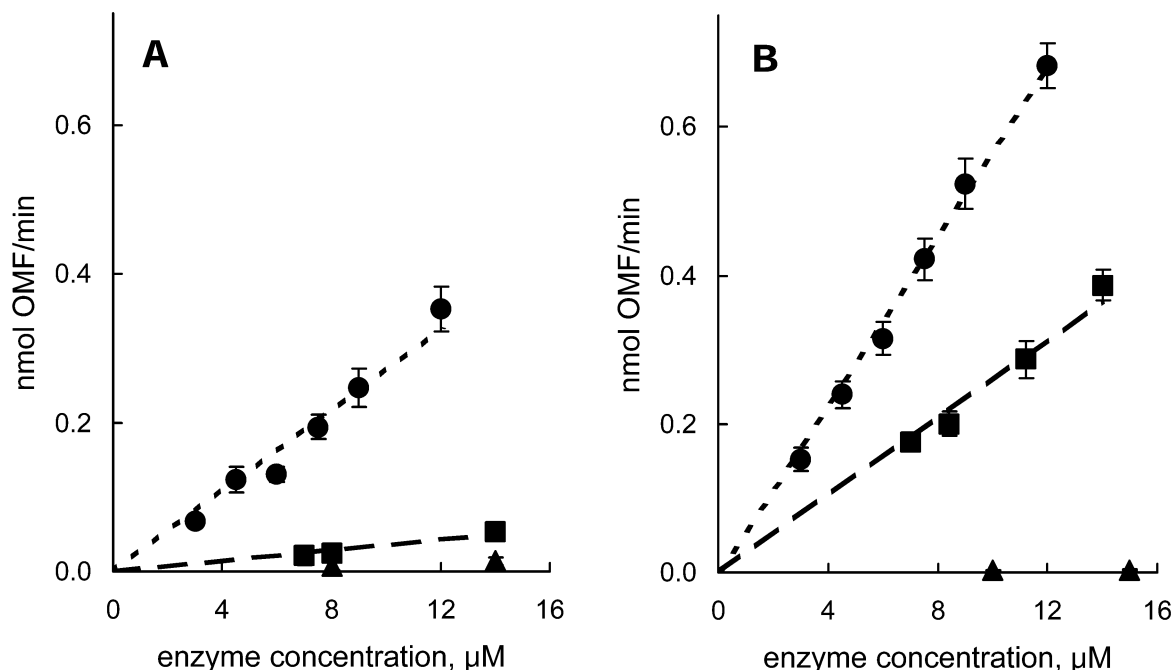 A
nmol OMF/min
0.6
0.4
0.2
0.0
0 4 8 12 16
enzyme concentration, µM
B
nmol OMF/min
0.6
0.4
0.2
0.0
0 4 8 12 16
enzyme concentration, µM